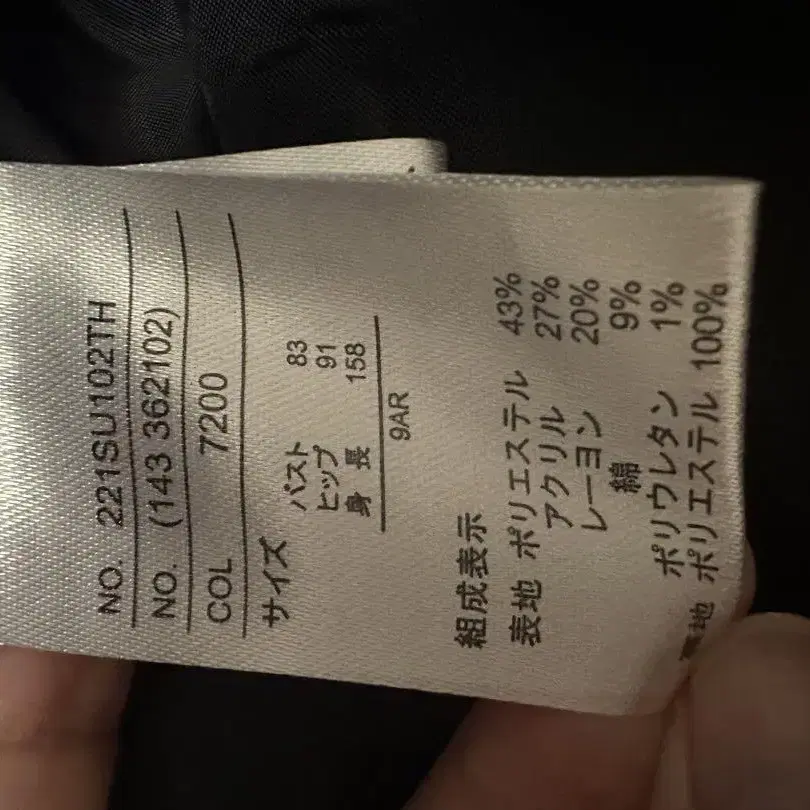 NO. 221SU102TH
NO. (143 362102)
COL 7200
サイズ
バスト 83
ヒップ 91
身長 158
9AR
組成表示
表地 ポリエステル 43%
アクリル 27%
レーヨン 20%
綿 9%
ポリウレタン 1%
地 ポリエステル 100%